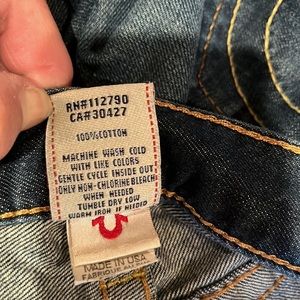 RN#112790
CA#30427
100%COTTON
MACHINE WASH COLD
WITH LIKE COLORS
GENTLE CYCLE INSIDE OUT
ONLY NON-CHLORINE BLEACH
WHEN NEEDED
TUMBLE DRY LOW
WARM IRON IF NEEDED
MADE IN USA
FABRIQUE